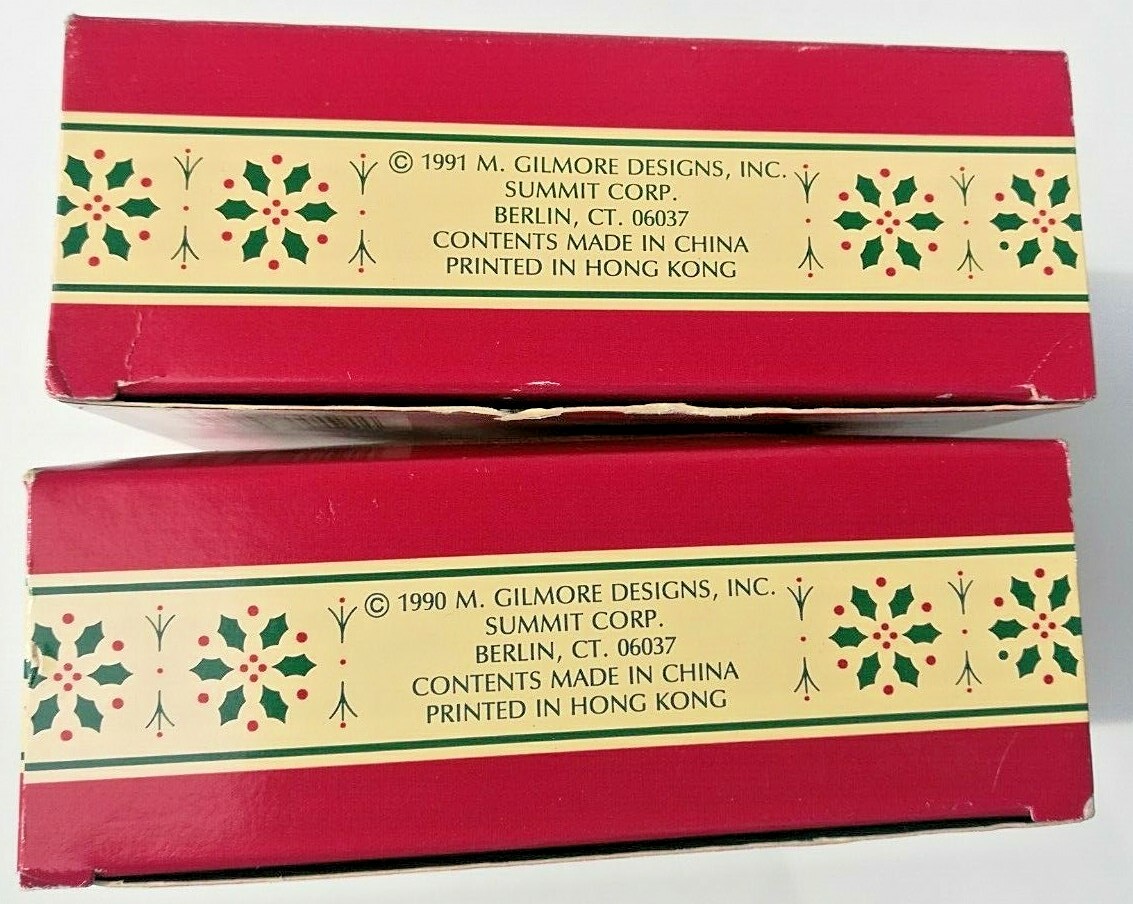 © 1991 M. GILMORE DESIGNS, INC.
SUMMIT CORP.
BERLIN, CT. 06037
CONTENTS MADE IN CHINA
PRINTED IN HONG KONG
© 1990 M. GILMORE DESIGNS, INC.
SUMMIT CORP.
BERLIN, CT. 06037
CONTENTS MADE IN CHINA
PRINTED IN HONG KONG